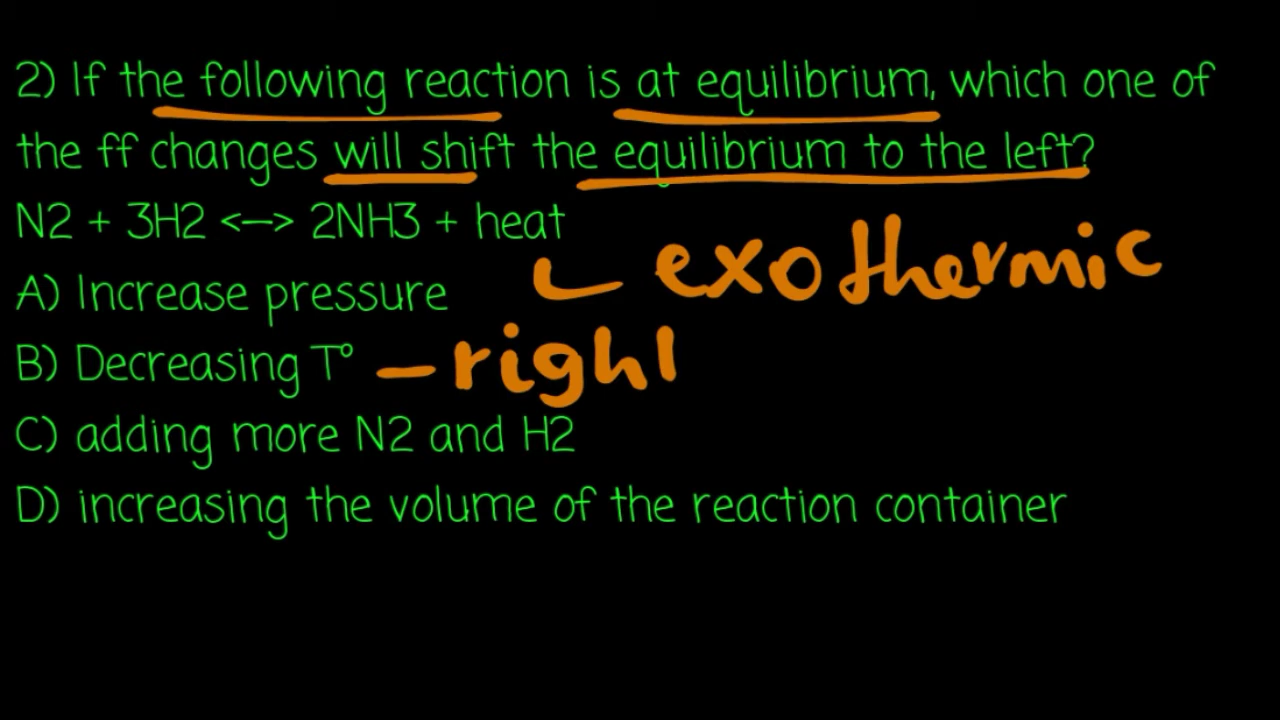 2) If the following reaction is at equilibrium, which one of
the ff changes will shift the equilibrium to the left?
N2 + 3H2 <—> 2NH3 + heat
exothermic
A) Increase pressure
B) Decreasing T° – right
C) adding more N2 and H2
D) increasing the volume of the reaction container